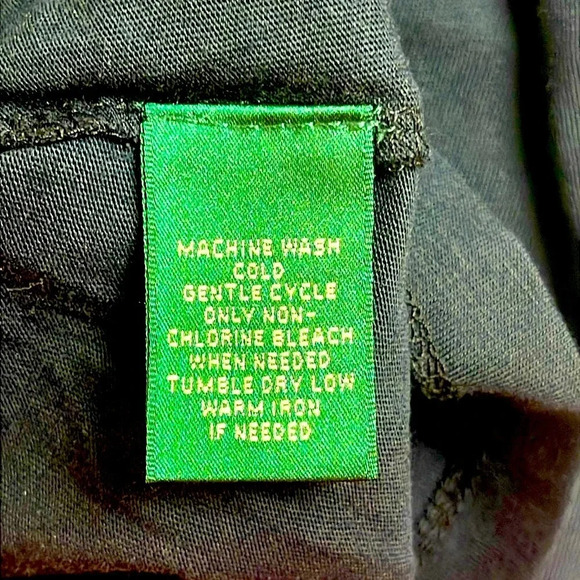 MACHINE WASH
COLD
GENTLE CYCLE
ONLY NON-
CHLORINE BLEACH
WHEN NEEDED
TUMBLE DRY LOW
WARM IRON
IF NEEDED